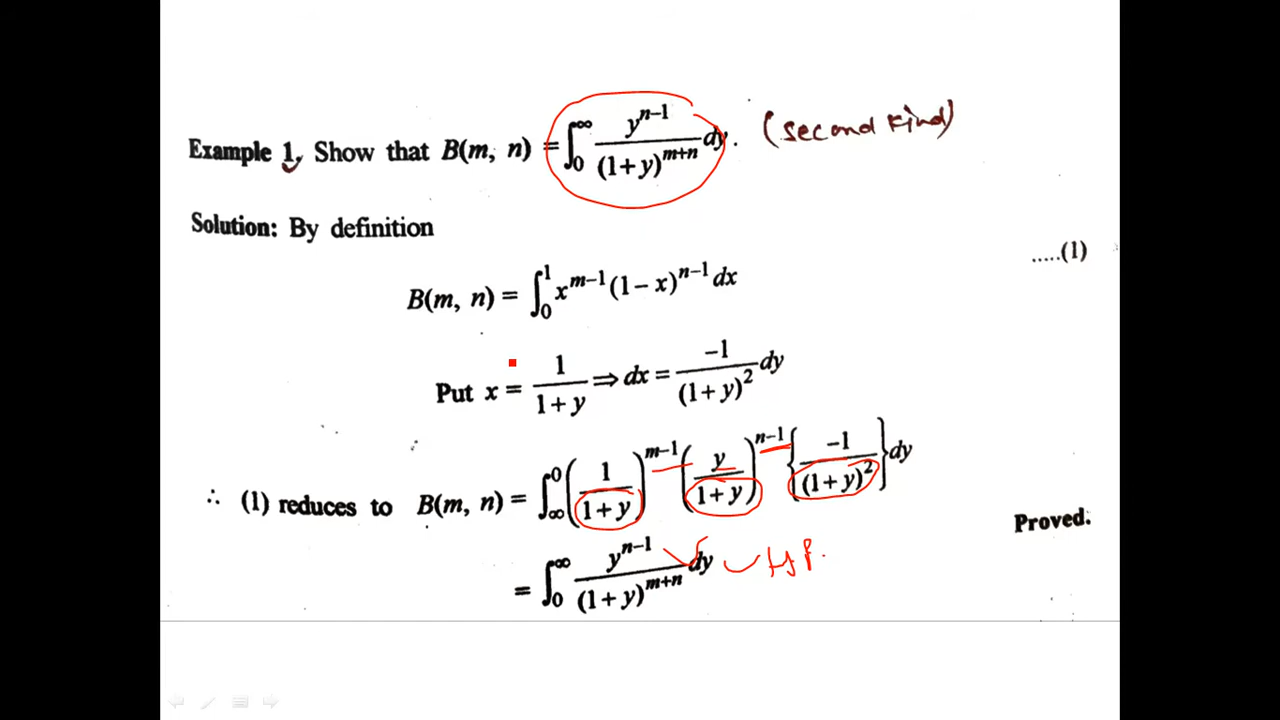 Example 1, Show that B(m, n) = ∫₀^∞ y^{n−1}/(1+y)^{m+n} dy. (second kind)
Solution: By definition
B(m, n) = ∫₀¹ x^{m−1}(1−x)^{n−1} dx .....(1)
Put x = 1/(1+y) ⇒ dx = −1/(1+y)² dy
∴ (1) reduces to B(m, n) = ∫_∞^0 (1/(1+y))^{m−1} (y/(1+y))^{n−1} {−1/(1+y)²} dy
= ∫₀^∞ y^{n−1}/(1+y)^{m+n} dy Proved.